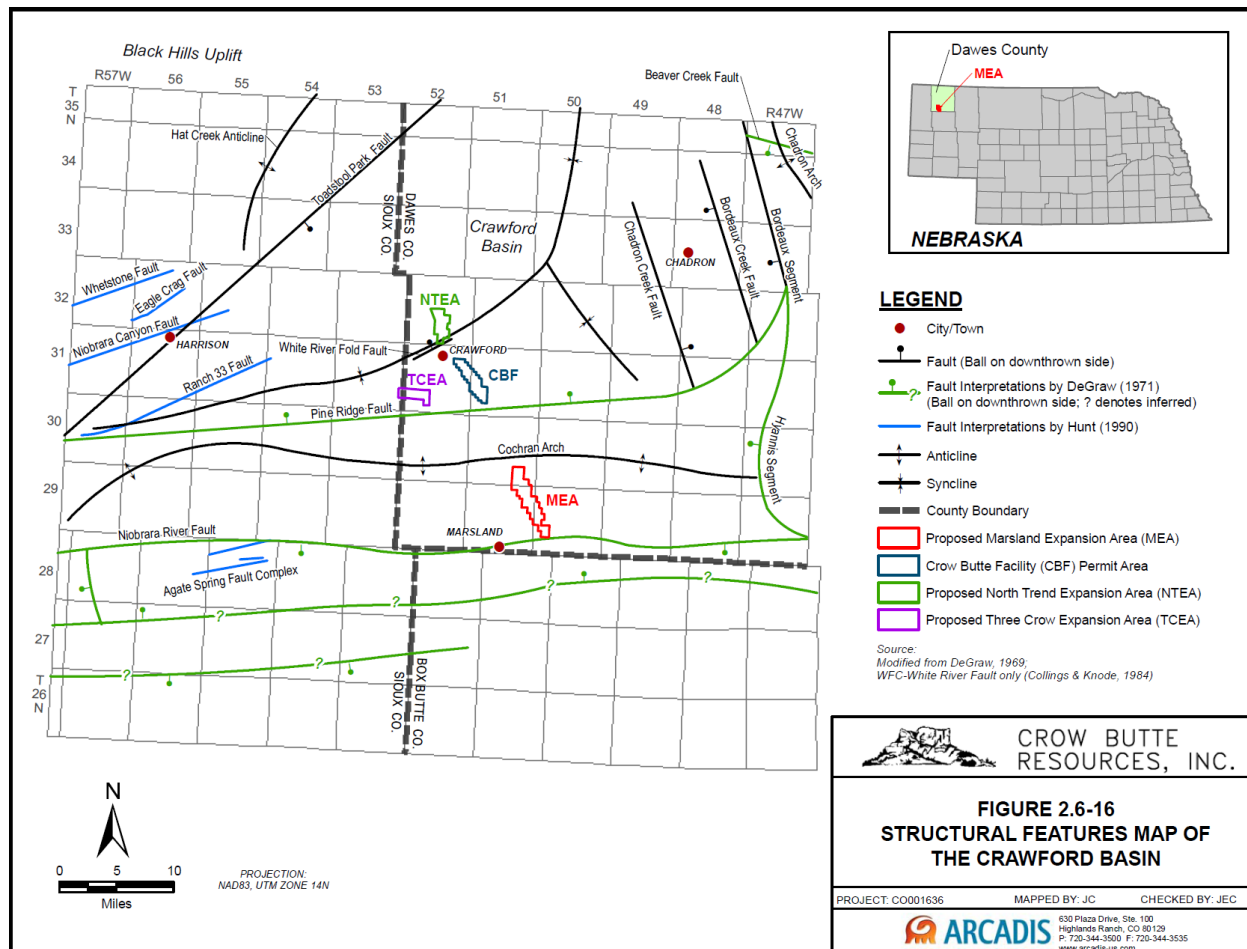 Black Hills Uplift
R57W 56 55 54 53 52 51 50 49 48 R47W
T
35
N
34
33
32
31
30
29
28
27
T
26
N
Beaver Creek Fault
Hat Creek Anticline
Toadstool Park Fault
Chadron Arch
DAWES CO.
SIOUX CO.
Crawford
Basin
Bordeaux Creek Fault
Bordeaux Segment
Chadron Creek Fault
CHADRON
Whetstone Fault
Eagle Crag Fault
NTEA
Niobrara Canyon Fault
HARRISON
White River Fold Fault
CRAWFORD
Ranch 33 Fault
CBF
TCEA
Pine Ridge Fault
Hyannis Segment
Cochran Arch
MEA
Niobrara River Fault
MARSLAND
Agate Spring Fault Complex
?
?
?
?
?
?
BOX BUTTE CO.
SIOUX CO.
N
0 5 10
Miles
PROJECTION:
NAD83, UTM ZONE 14N
Dawes County
MEA
NEBRASKA
LEGEND
City/Town
Fault (Ball on downthrown side)
?
Fault Interpretations by DeGraw (1971)
(Ball on downthrown side; ? denotes inferred)
Fault Interpretations by Hunt (1990)
Anticline
Syncline
County Boundary
Proposed Marsland Expansion Area (MEA)
Crow Butte Facility (CBF) Permit Area
Proposed North Trend Expansion Area (NTEA)
Proposed Three Crow Expansion Area (TCEA)
Source:
Modified from DeGraw, 1969;
WFC-White River Fault only (Collings & Knode, 1984)
CROW BUTTE
RESOURCES, INC.
FIGURE 2.6-16
STRUCTURAL FEATURES MAP OF
THE CRAWFORD BASIN
PROJECT: CO001636 MAPPED BY: JC CHECKED BY: JEC
ARCADIS
630 Plaza Drive, Ste. 100
Highlands Ranch, CO 80129
P: 720-344-3500 F: 720-344-3535
www.arcadis-us.com